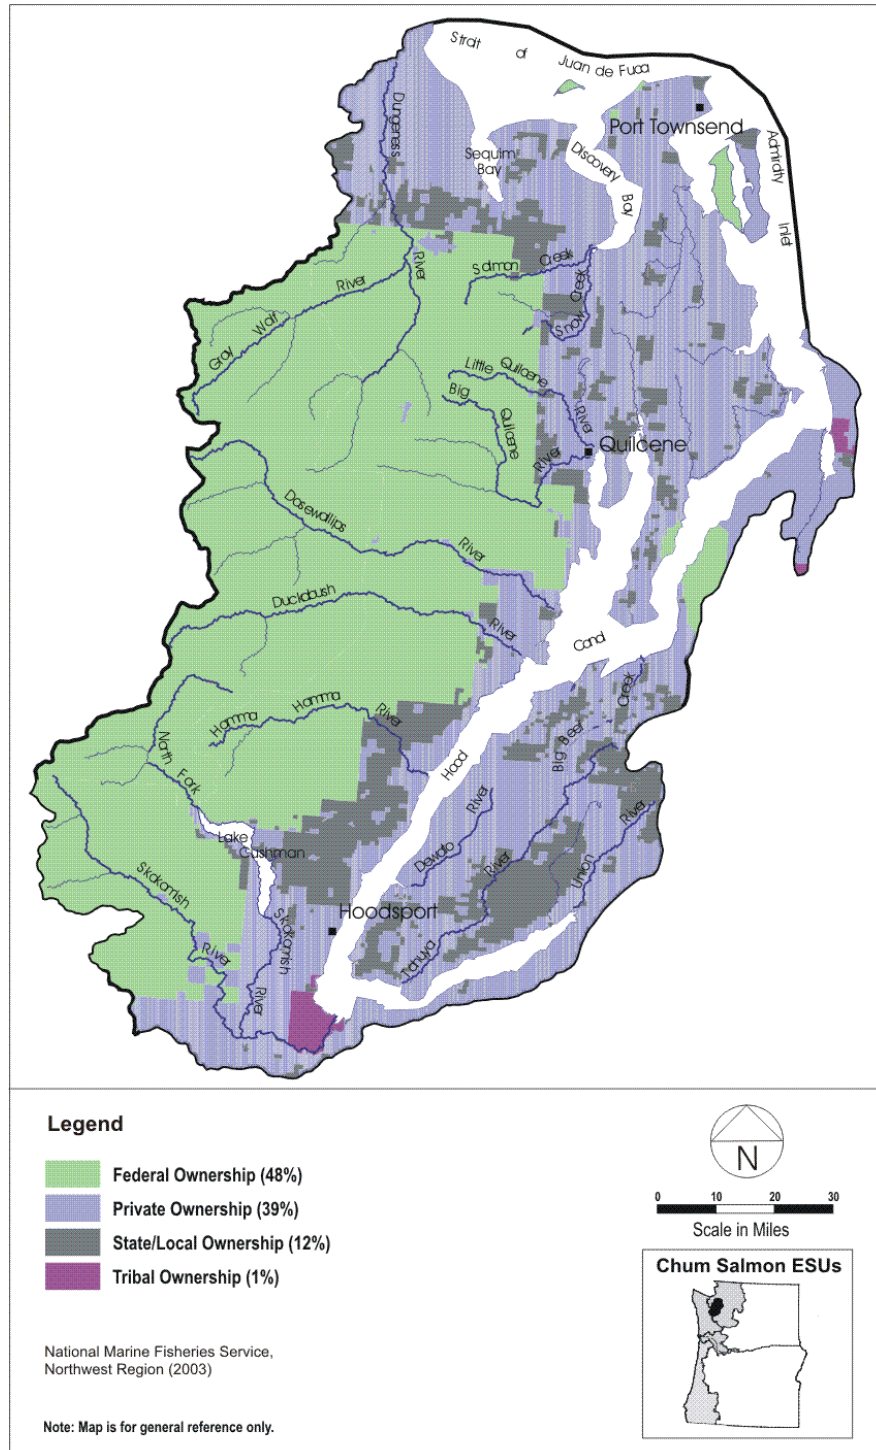 Strait of Juan de Fuca
Dungeness
River
Port Townsend
Sequim
Bay
Discovery
Bay
Admiralty
Inlet
Salmon Creek
Snow Creek
Gray Wolf River
Little Quilcene
River
Big
Quilcene
River
Quilcene
Dosewallips
River
Duckabush
River
Canal
Hood
Hamma Hamma
River
North
Fork
Lake
Cushman
Skokomish
River
Skokomish
River
Big Beef
Creek
Dewato
River
Tahuya
River
Union
River
Hoodsport
Legend
Federal Ownership (48%)
Private Ownership (39%)
State/Local Ownership (12%)
Tribal Ownership (1%)
N
0 10 20 30
Scale in Miles
Chum Salmon ESUs
National Marine Fisheries Service,
Northwest Region (2003)
Note: Map is for general reference only.